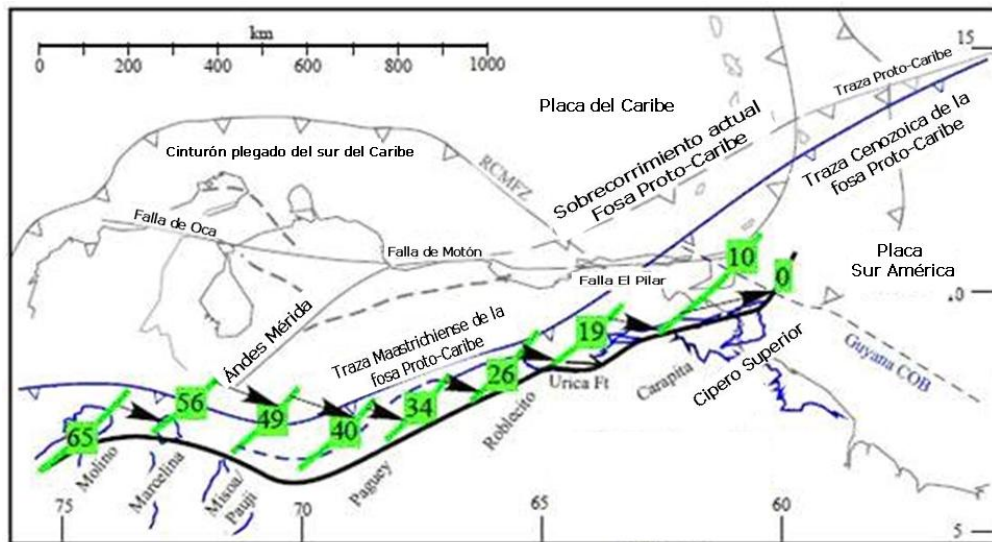 km
0 200 400 600 800 1000
15
Traza Proto-Caribe
Placa del Caribe
Sobrecorrimiento actual
Fosa Proto-Caribe
Traza Cenozoica de la
fosa Proto-Caribe
Cinturón plegado del sur del Caribe
RCMFZ
Falla de Oca
Falla de Motón
Falla El Pilar
Placa
Sur América
10
0
.0
Ándes Mérida
Traza Maastrichiense de la
fosa Proto-Caribe
19
Guyana COB
Cipero Superior
Carapita
Urica Ft
26
Roblecito
34
40
49
56
65
Molino
Marcelina
Misoa/
Pauji
Paguey
75
70
65
60
5